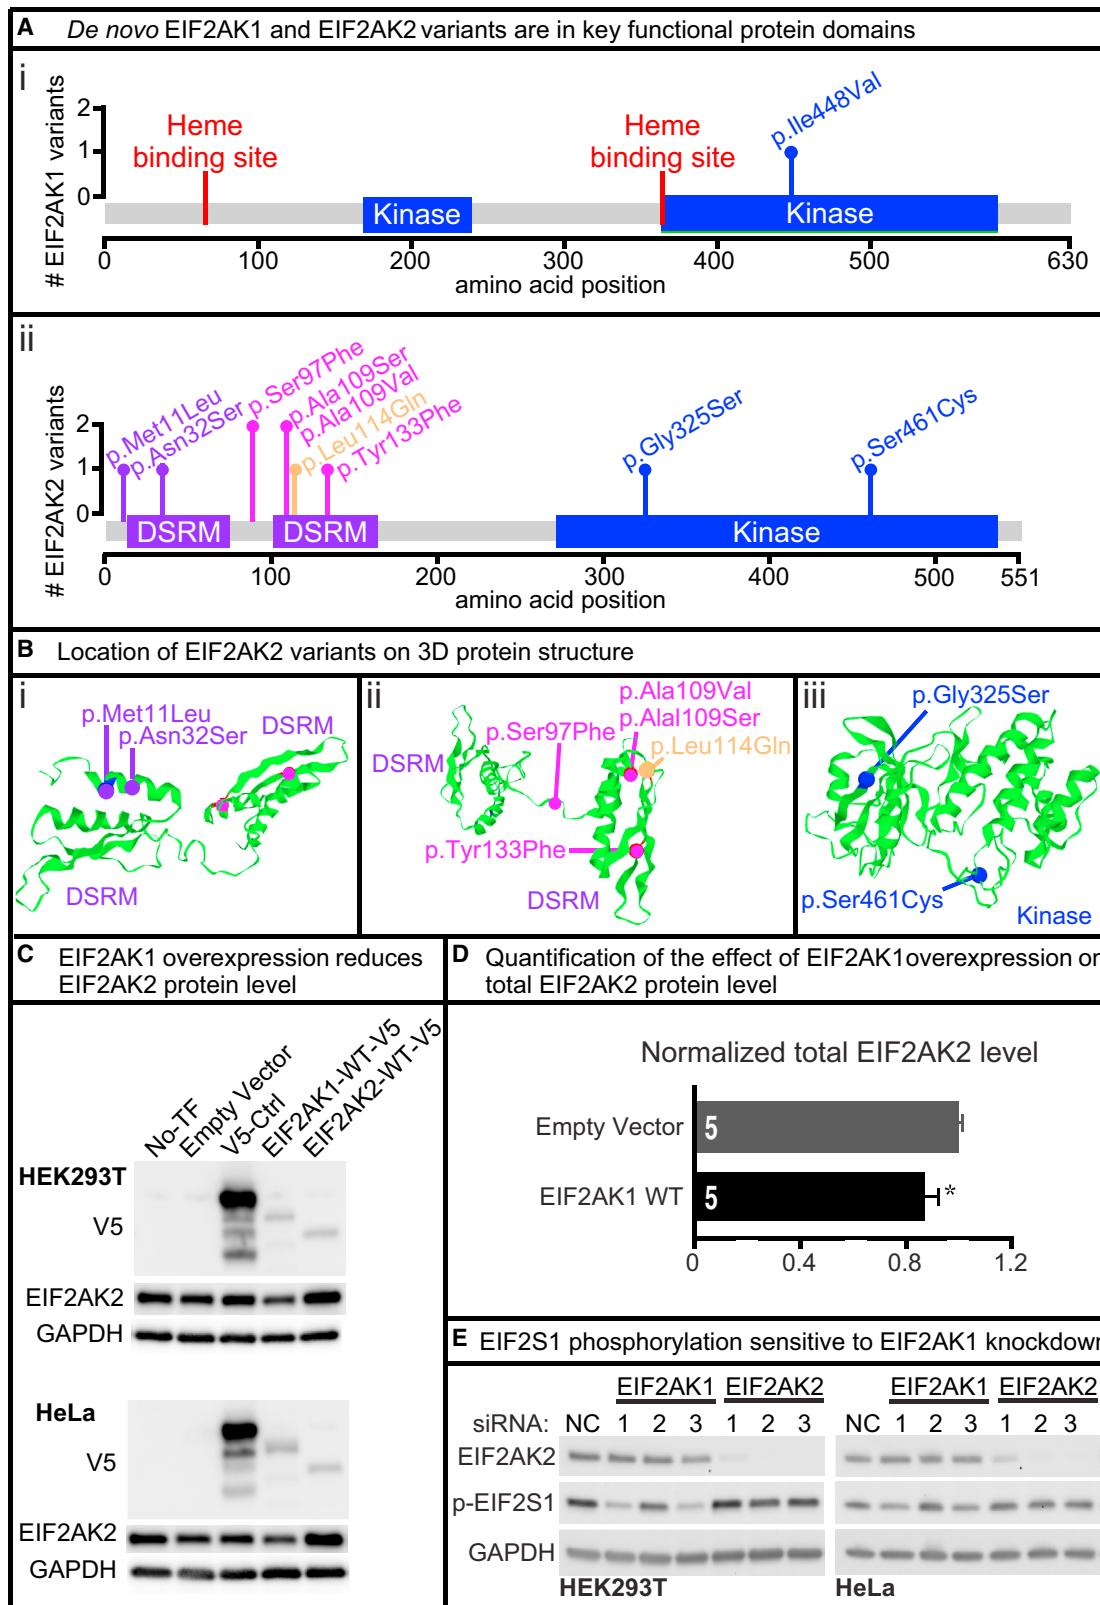 A De novo EIF2AK1 and EIF2AK2 variants are in key functional protein domains
i
# EIF2AK1 variants
2
1
0
Heme
binding site
Heme
binding site
p.Ile448Val
Kinase
Kinase
0 100 200 300 400 500 630
amino acid position
ii
# EIF2AK2 variants
2
1
0
p.Met11Leu
p.Asn32Ser
p.Ser97Phe
p.Ala109Ser
p.Ala109Val
p.Leu114Gln
p.Tyr133Phe
p.Gly325Ser
p.Ser461Cys
DSRM
DSRM
Kinase
0 100 200 300 400 500 551
amino acid position
B Location of EIF2AK2 variants on 3D protein structure
i
p.Met11Leu
p.Asn32Ser
DSRM
DSRM
ii
p.Ala109Val
p.Alal109Ser
p.Ser97Phe
p.Leu114Gln
DSRM
p.Tyr133Phe
DSRM
iii
p.Gly325Ser
p.Ser461Cys
Kinase
C EIF2AK1 overexpression reduces
EIF2AK2 protein level
No-TF
Empty Vector
V5-Ctrl
EIF2AK1-WT-V5
EIF2AK2-WT-V5
HEK293T
V5
EIF2AK2
GAPDH
HeLa
V5
EIF2AK2
GAPDH
D Quantification of the effect of EIF2AK1overexpression on
total EIF2AK2 protein level
Normalized total EIF2AK2 level
Empty Vector 5
EIF2AK1 WT 5 *
0 0.4 0.8 1.2
E EIF2S1 phosphorylation sensitive to EIF2AK1 knockdown
EIF2AK1 EIF2AK2 EIF2AK1 EIF2AK2
siRNA: NC 1 2 3 1 2 3 NC 1 2 3 1 2 3
EIF2AK2
p-EIF2S1
GAPDH
HEK293T HeLa